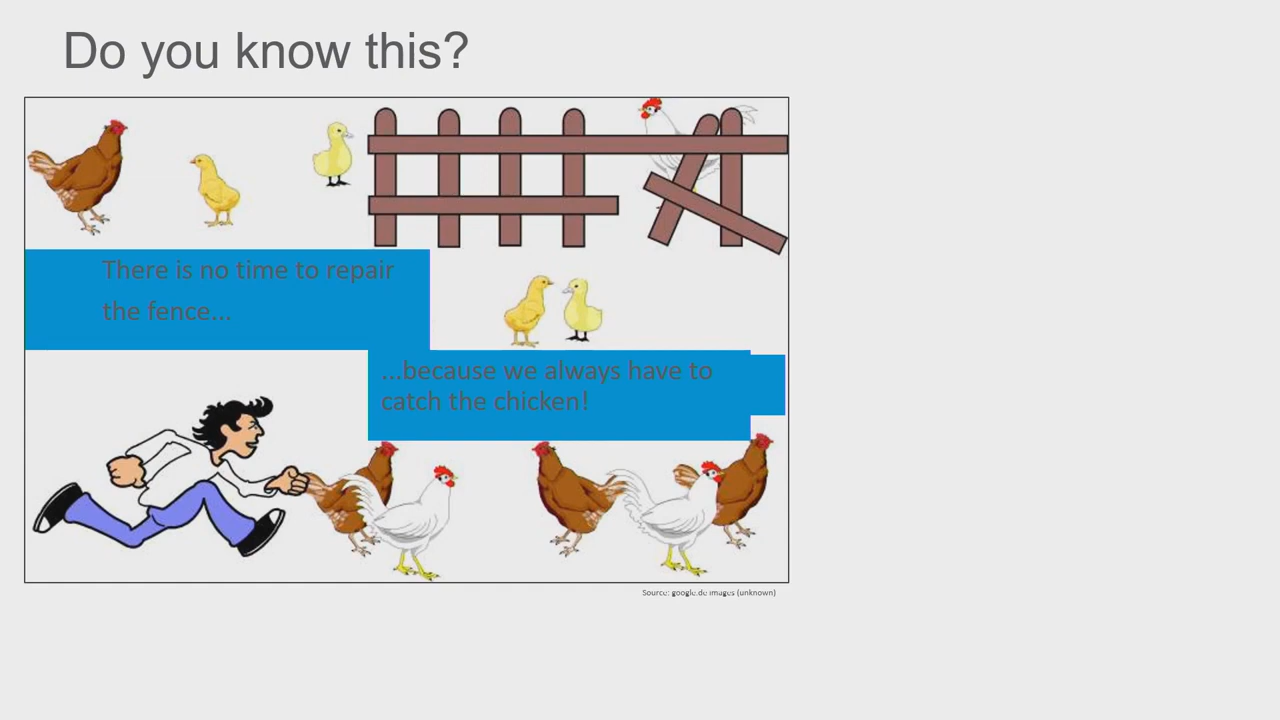 Do you know this?
There is no time to repair
the fence...
...because we always have to
catch the chicken!
Source: google.de images (unknown)